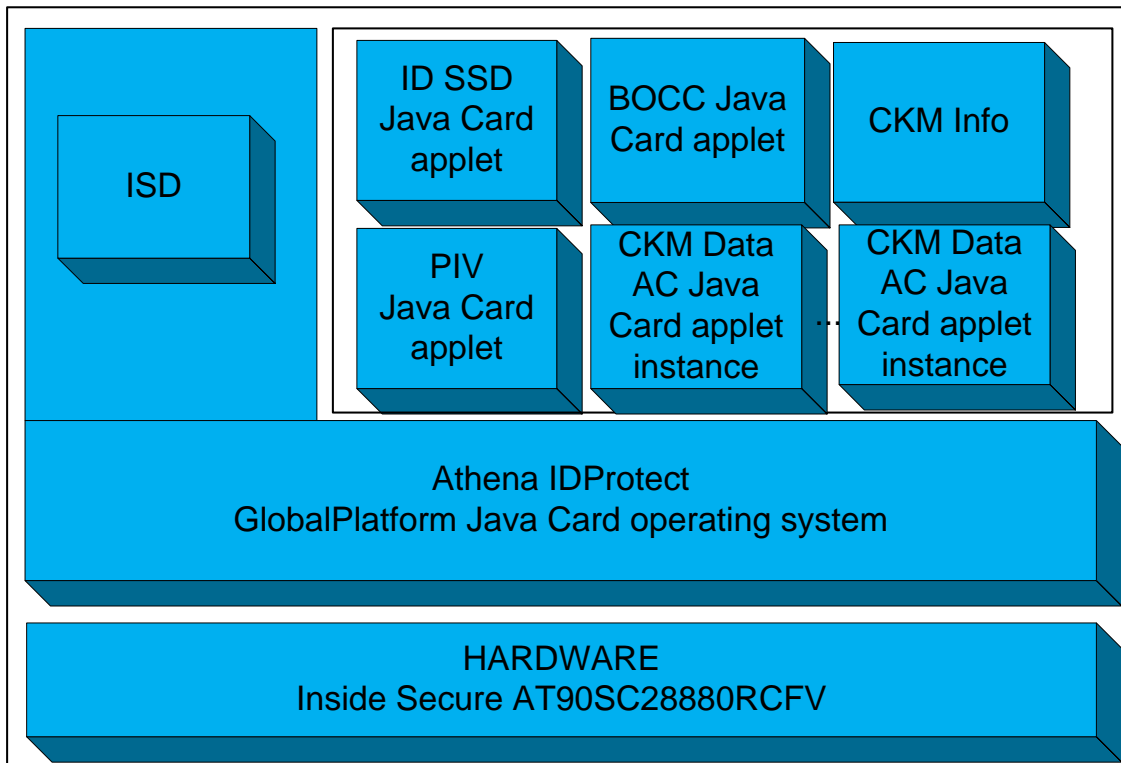 ISD
ID SSD
Java Card
applet
BOCC Java
Card applet
CKM Info
PIV
Java Card
applet
CKM Data
AC Java
Card applet
instance
...
CKM Data
AC Java
Card applet
instance
Athena IDProtect
GlobalPlatform Java Card operating system
HARDWARE
Inside Secure AT90SC28880RCFV